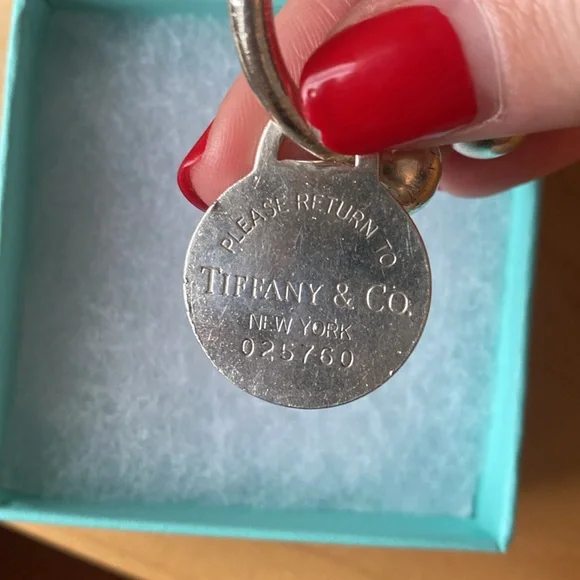 PLEASE RETURN TO
TIFFANY & CO.
NEW YORK
025760